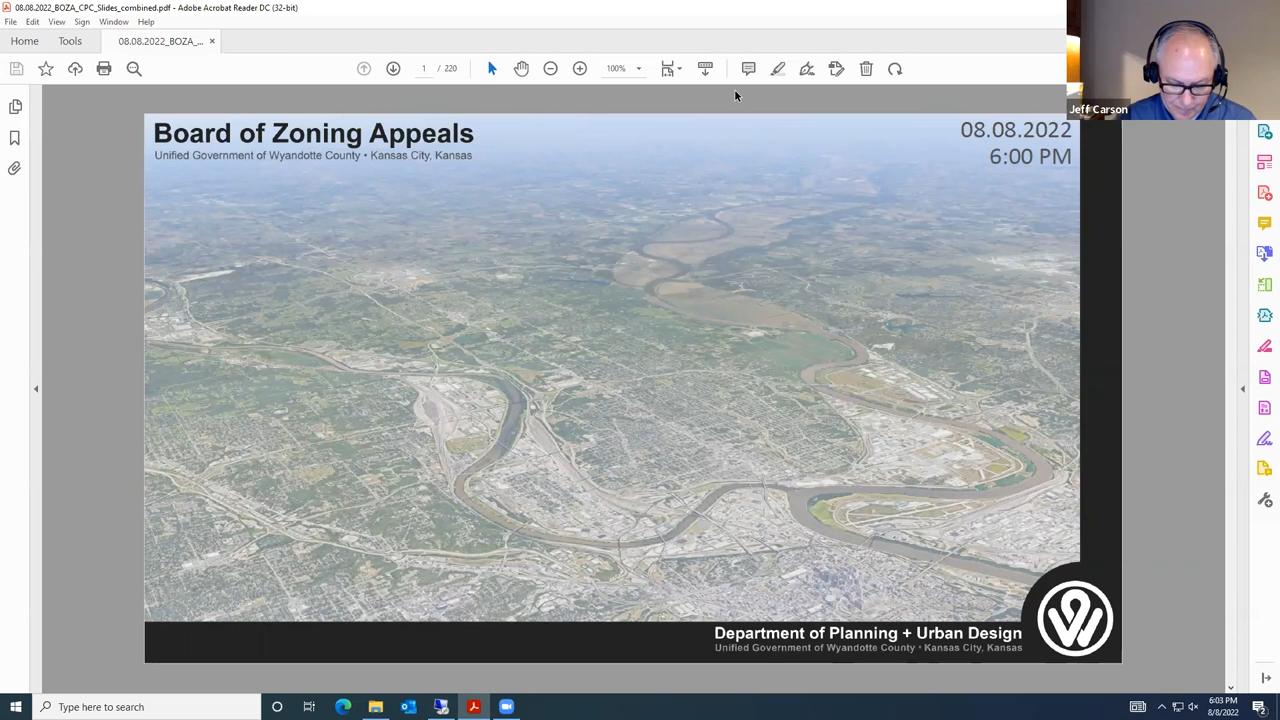 08.08.2022_BOZA_CPC_Slides_combined.pdf - Adobe Acrobat Reader DC (32-bit)
File Edit View Sign Window Help
Home Tools 08.08.2022_BOZA_... ×
1 / 220 100%
Jeff Carson
Board of Zoning Appeals
Unified Government of Wyandotte County • Kansas City, Kansas
08.08.2022
6:00 PM
Department of Planning + Urban Design
Unified Government of Wyandotte County • Kansas City, Kansas
Type here to search
6:03 PM
8/8/2022
2